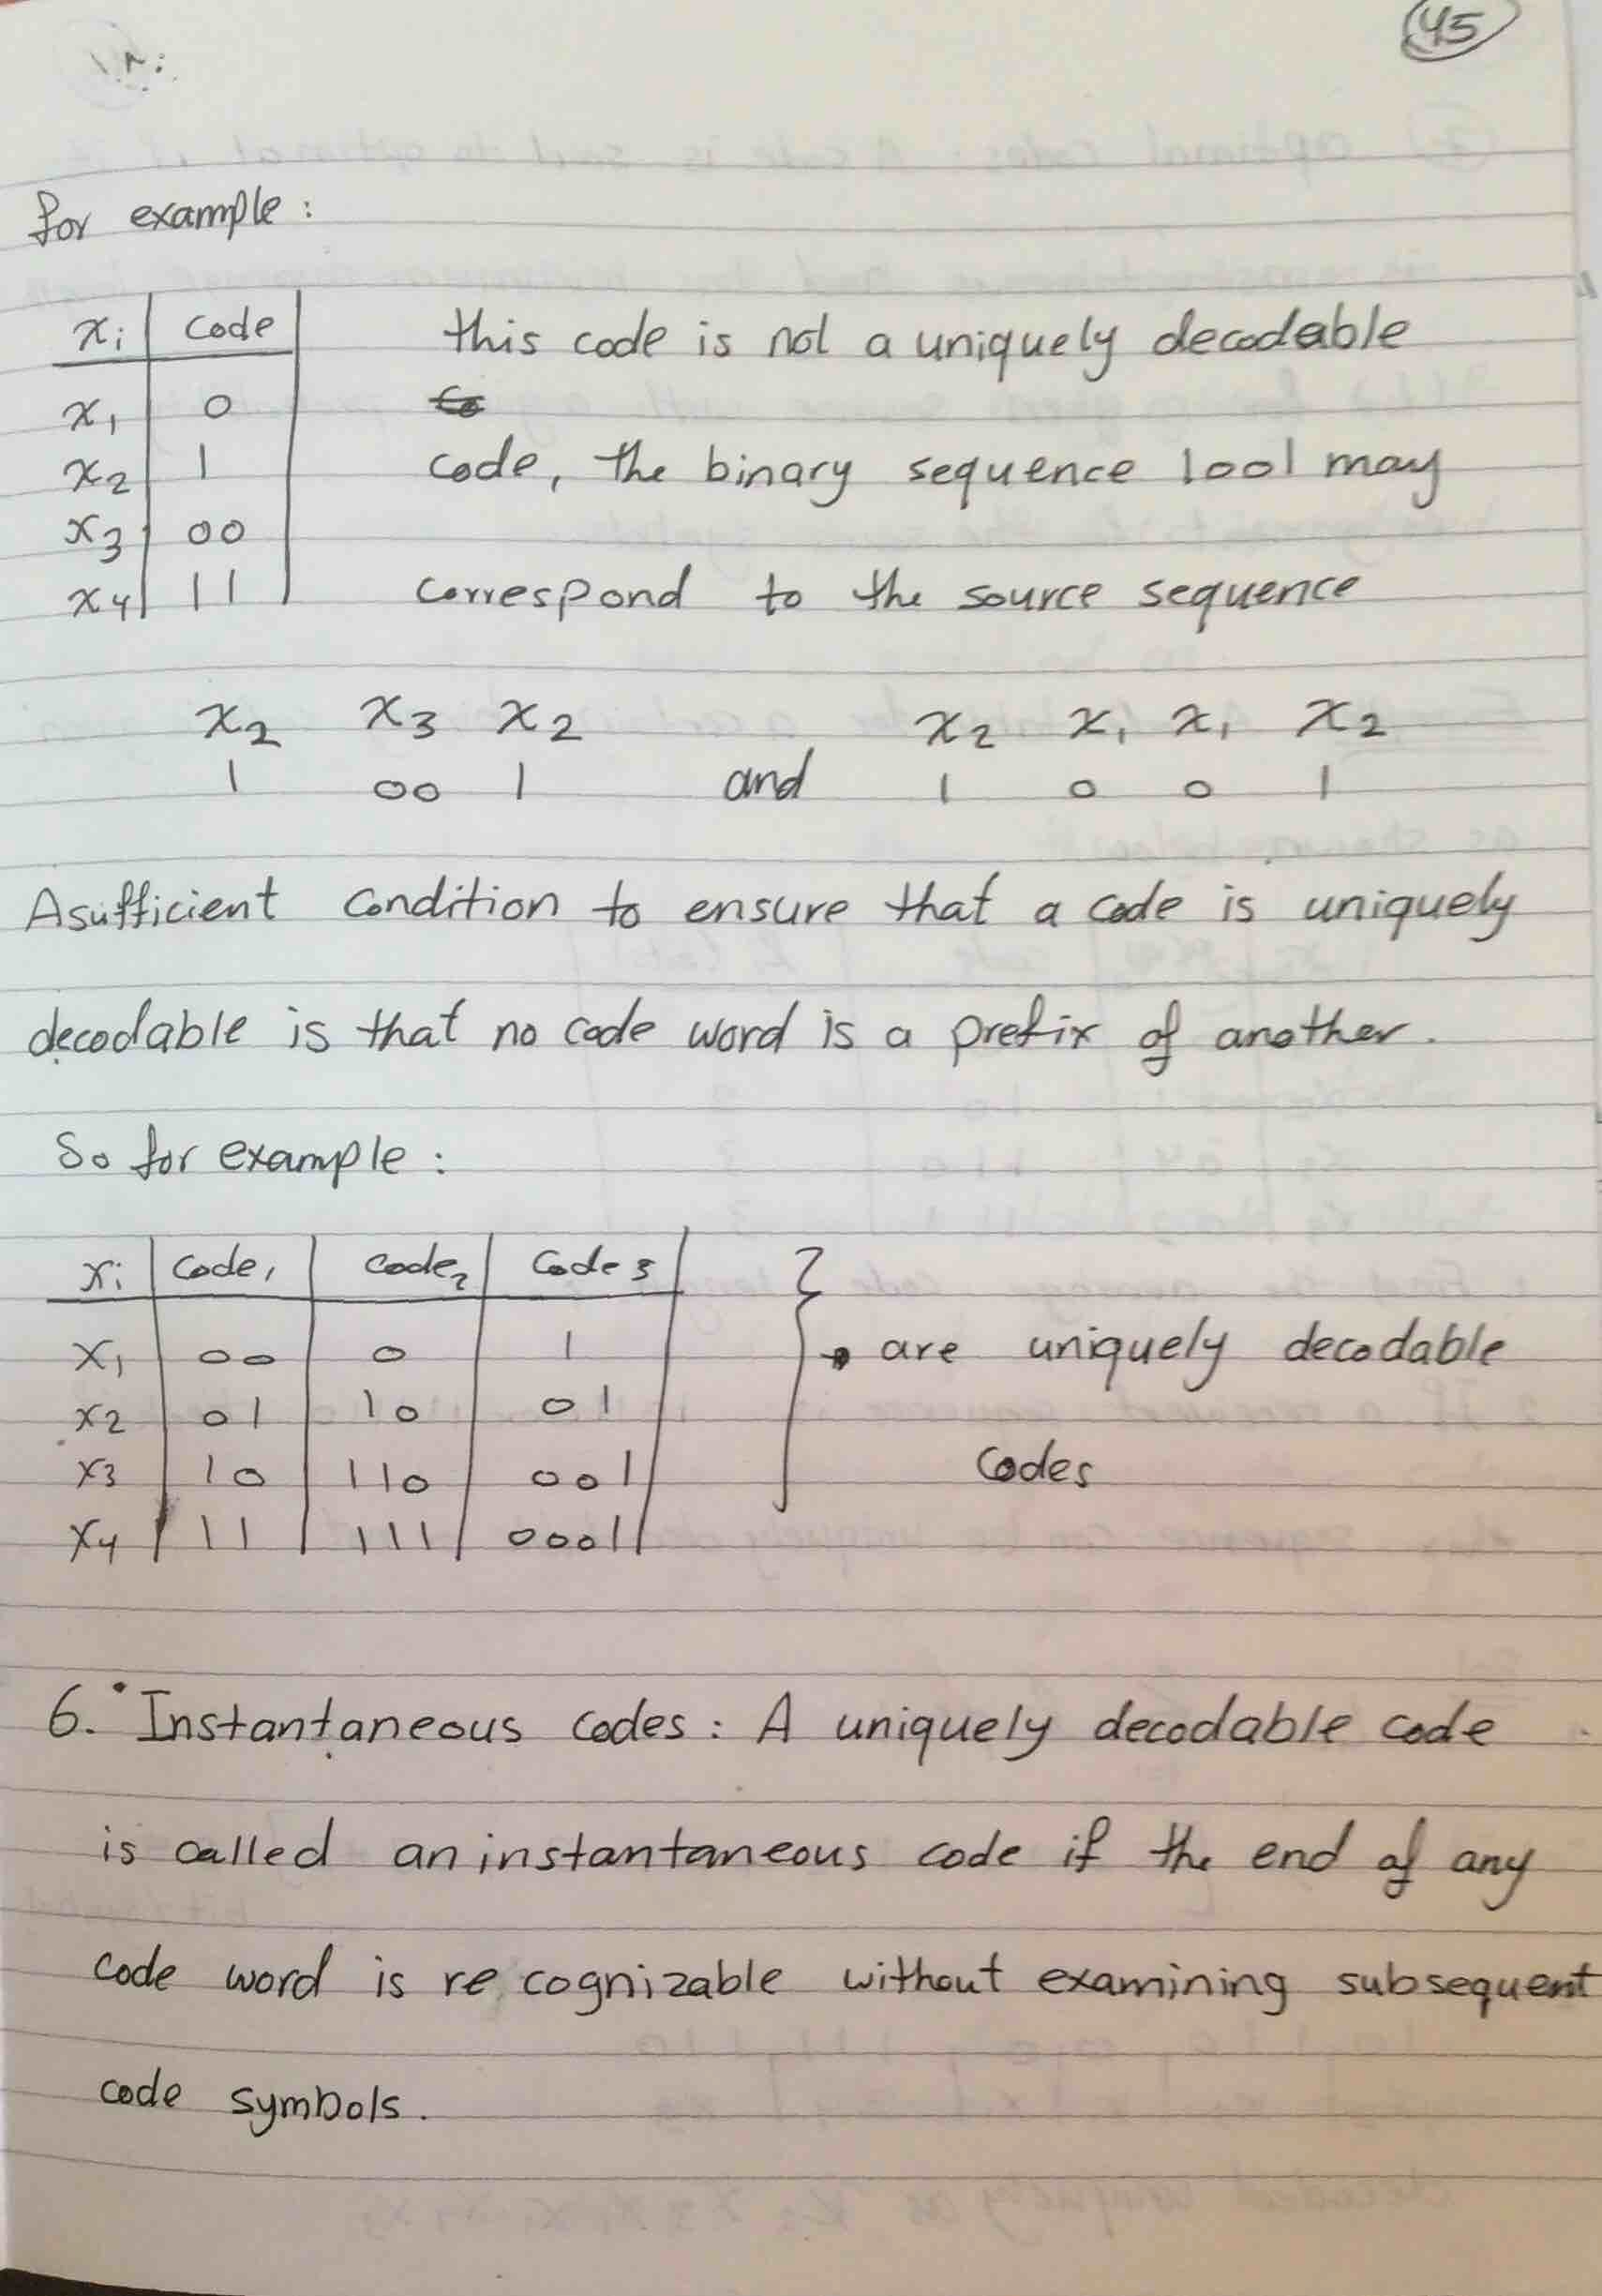 45
for example :
xi code this code is not a uniquely decodable
x1 0
x2 1 code, the binary sequence 1001 may
x3 00
x4 11 correspond to the source sequence
x2 x3 x2 x2 x1 x1 x2
1 00 1 and 1 0 0 1
A sufficient condition to ensure that a code is uniquely
decodable is that no code word is a prefix of another.
So for example :
xi code1 code2 code3
x1 00 0 1 are uniquely decodable
x2 01 10 01
x3 10 110 001 codes
x4 11 111 0001
6. Instantaneous codes : A uniquely decodable code
is called an instantaneous code if the end of any
code word is re cognizable without examining subsequent
code symbols.